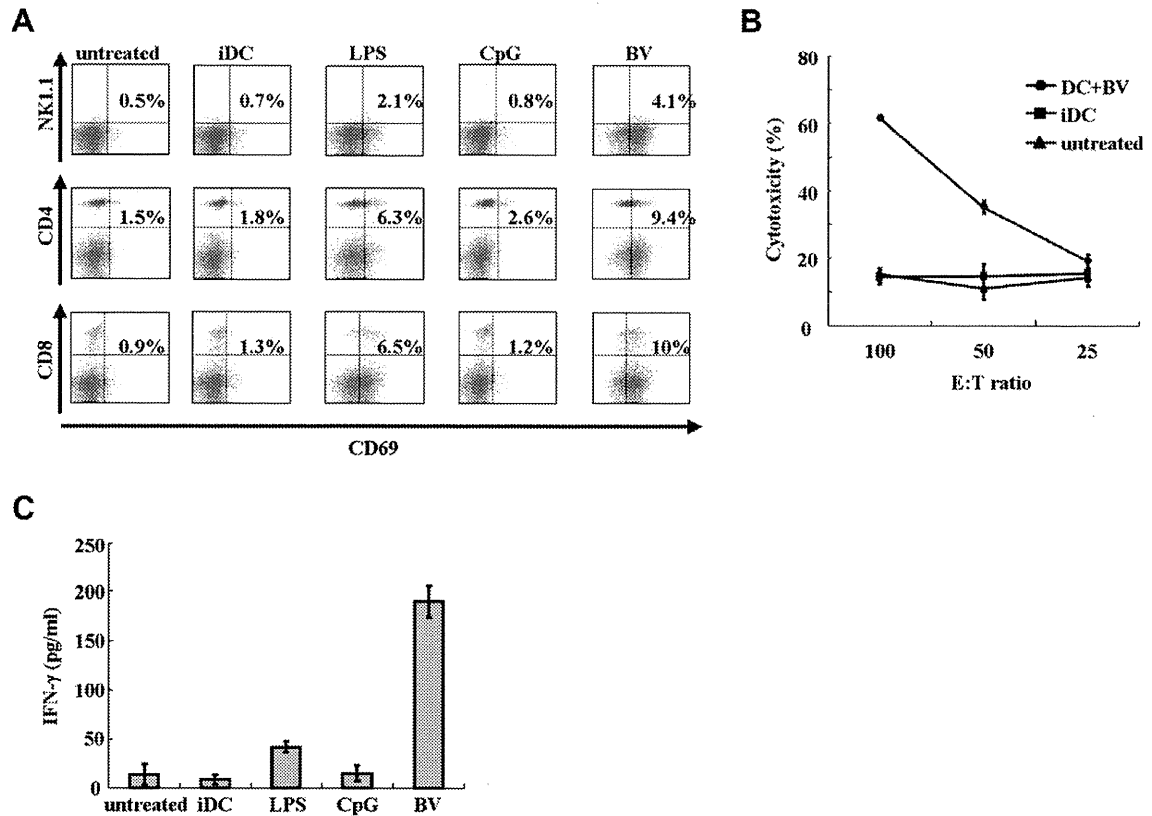 A
untreated iDC LPS CpG BV
NK1.1
0.5% 0.7% 2.1% 0.8% 4.1%
CD4
1.5% 1.8% 6.3% 2.6% 9.4%
CD8
0.9% 1.3% 6.5% 1.2% 10%
CD69
B
80
60
40
20
0
Cytotoxicity (%)
DC+BV
iDC
untreated
100 50 25
E:T ratio
C
250
200
150
100
50
0
IFN-γ (pg/ml)
untreated iDC LPS CpG BV